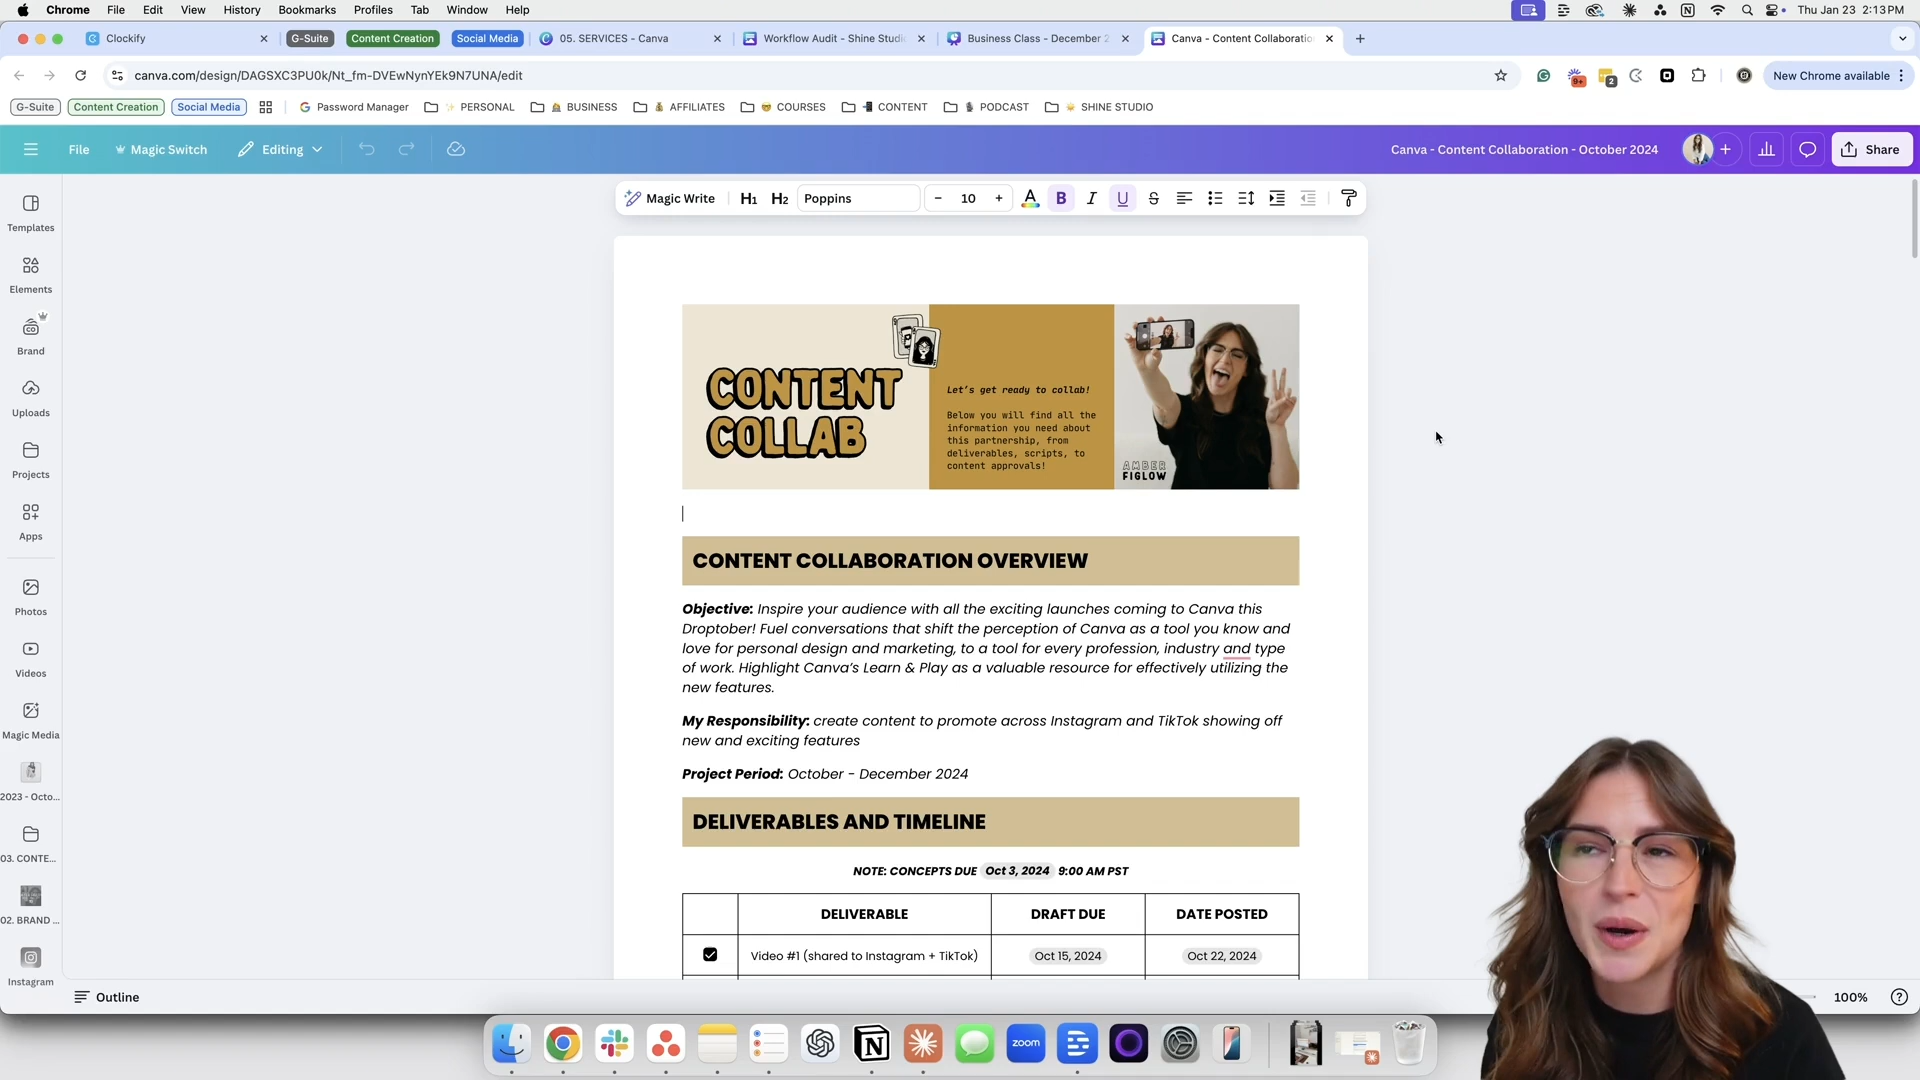 Chrome File Edit View History Bookmarks Profiles Tab Window Help
Thu Jan 23 2:13 PM
Clockify
G-Suite
Content Creation
Social Media
05. SERVICES - Canva
Workflow Audit - Shine Studi
Business Class - December 2
Canva - Content Collaboratio
canva.com/design/DAGSXC3PU0k/Nt_fm-DVEwNynYEk9N7UNA/edit
9+
2
New Chrome available
G-Suite
Content Creation
Social Media
Password Manager
PERSONAL
BUSINESS
AFFILIATES
COURSES
CONTENT
PODCAST
SHINE STUDIO
File
Magic Switch
Editing
Canva - Content Collaboration - October 2024
Share
Magic Write
H1
H2
Poppins
– 10 +
A
B
I
U
S
Templates
Elements
Brand
Uploads
Projects
Apps
Photos
Videos
Magic Media
2023 - Octo...
03. CONTE...
02. BRAND ...
Instagram
CONTENT
COLLAB
Let's get ready to collab!
Below you will find all the
information you need about
this partnership, from
deliverables, scripts, to
content approvals!
AMBER
FIGLOW
CONTENT COLLABORATION OVERVIEW
Objective: Inspire your audience with all the exciting launches coming to Canva this
Droptober! Fuel conversations that shift the perception of Canva as a tool you know and
love for personal design and marketing, to a tool for every profession, industry and type
of work. Highlight Canva's Learn & Play as a valuable resource for effectively utilizing the
new features.
My Responsibility: create content to promote across Instagram and TikTok showing off
new and exciting features
Project Period: October - December 2024
DELIVERABLES AND TIMELINE
NOTE: CONCEPTS DUE Oct 3, 2024 9:00 AM PST
DELIVERABLE
DRAFT DUE
DATE POSTED
Video #1 (shared to Instagram + TikTok)
Oct 15, 2024
Oct 22, 2024
Outline
100%
zoom